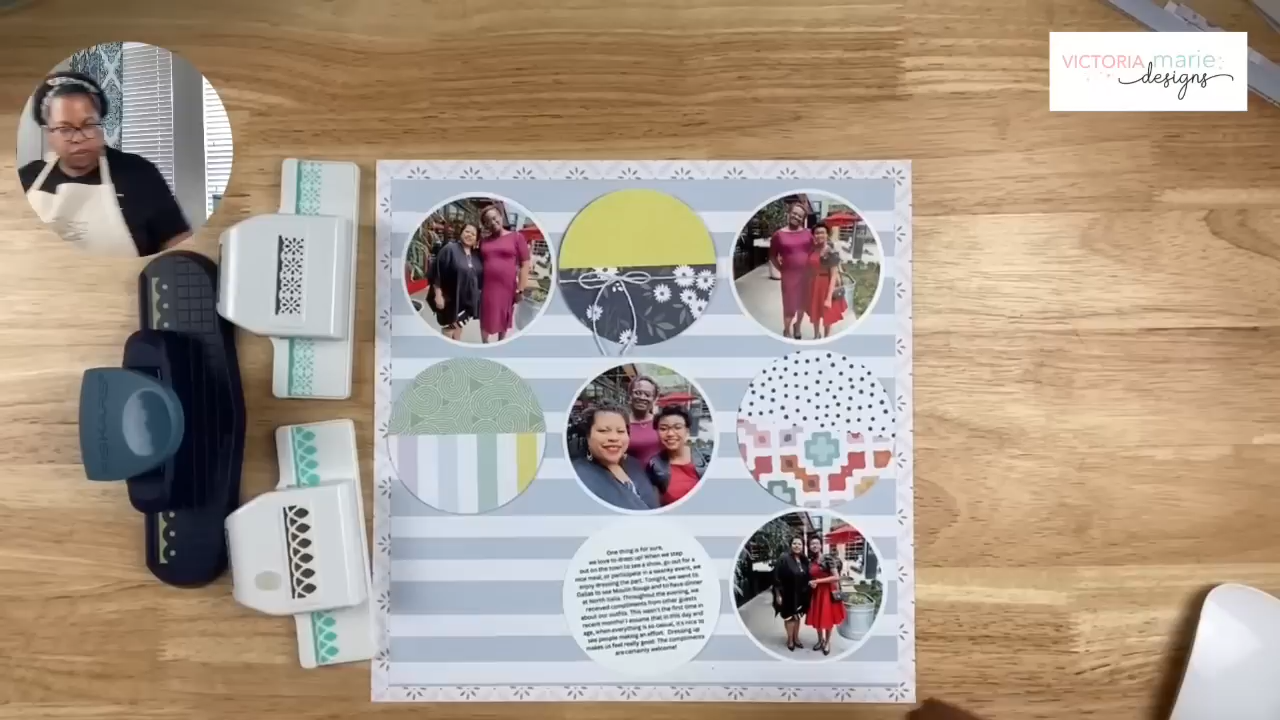 VICTORIA marie
designs
One thing is for sure,
we love to dress up! When we step
out on the town to see a show, go out for a
nice meal, or participate in a swanky event, we
enjoy dressing the part. Tonight, we went to
Dallas to see Moulin Rouge and to have dinner
at North Italia. Throughout the evening, we
received compliments from other guests
about our outfits. This wasn't the first time in
recent months! I assume that in this day and
age, when everything is so casual, it's nice to
see people making an effort. Dressing up
makes us feel really good! The compliments
are certainly welcome!